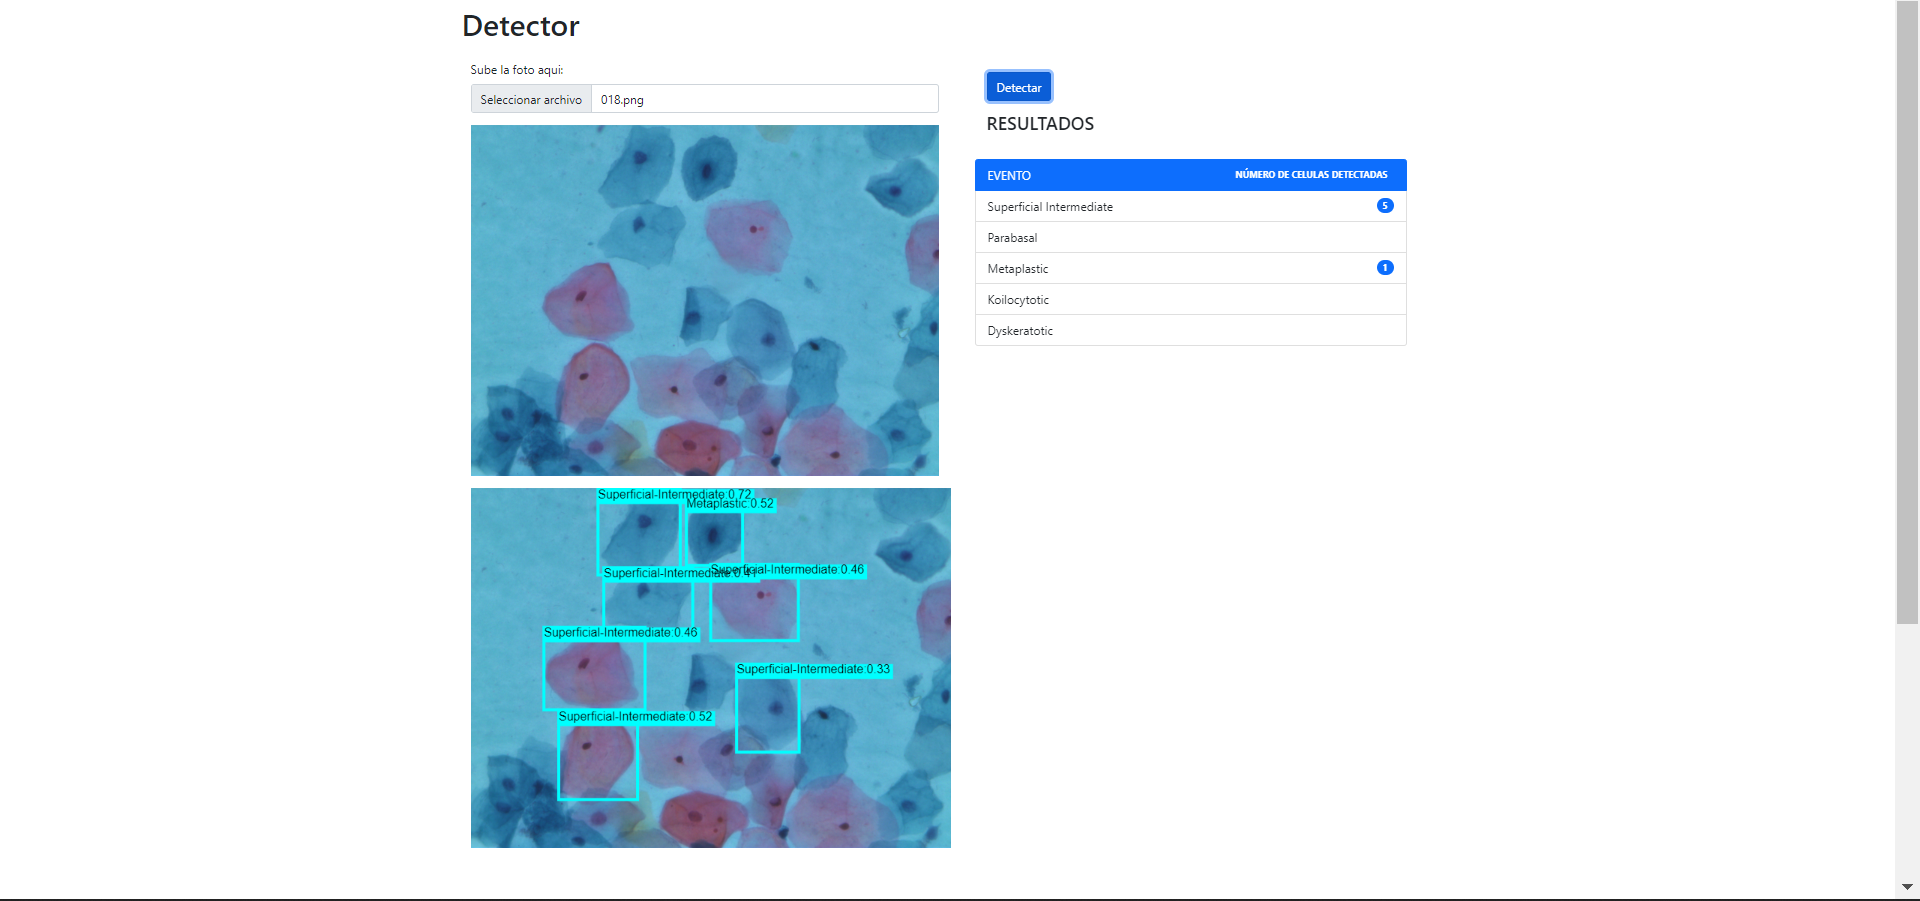 Detector
Sube la foto aqui:
Seleccionar archivo 018.png
Detectar
RESULTADOS
EVENTO NÚMERO DE CELULAS DETECTADAS
Superficial Intermediate 5
Parabasal
Metaplastic 1
Koilocytotic
Dyskeratotic
Superficial-Intermediate:0.72
Metaplastic:0.52
Superficial-Intermediate:0.41
Superficial-Intermediate:0.46
Superficial-Intermediate:0.46
Superficial-Intermediate:0.33
Superficial-Intermediate:0.52